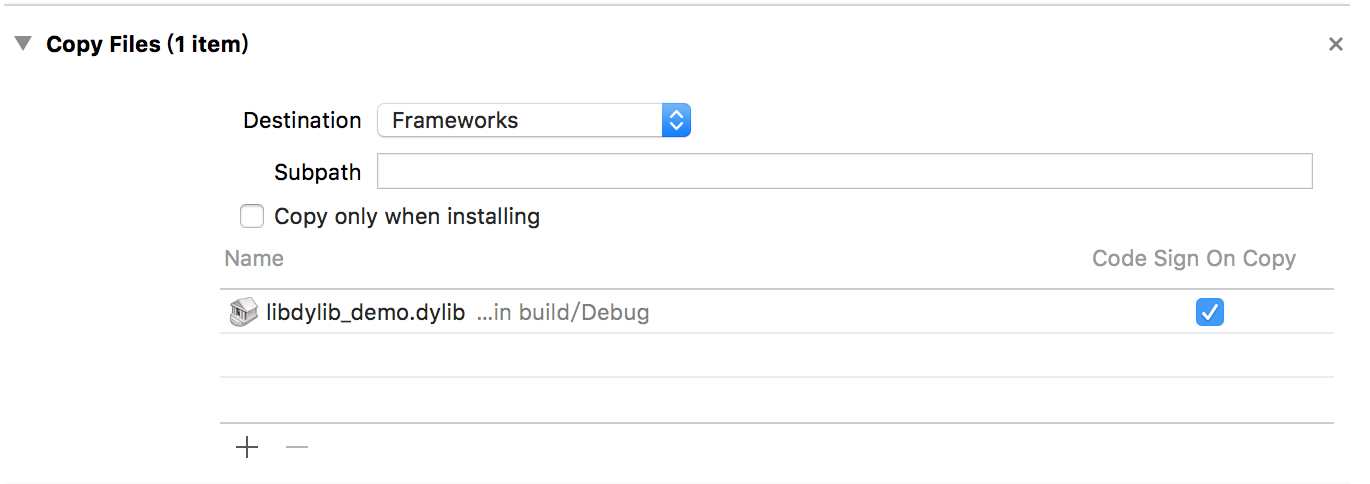 Copy Files (1 item)
Destination Frameworks
Subpath
Copy only when installing
Name Code Sign On Copy
libdylib_demo.dylib ...in build/Debug